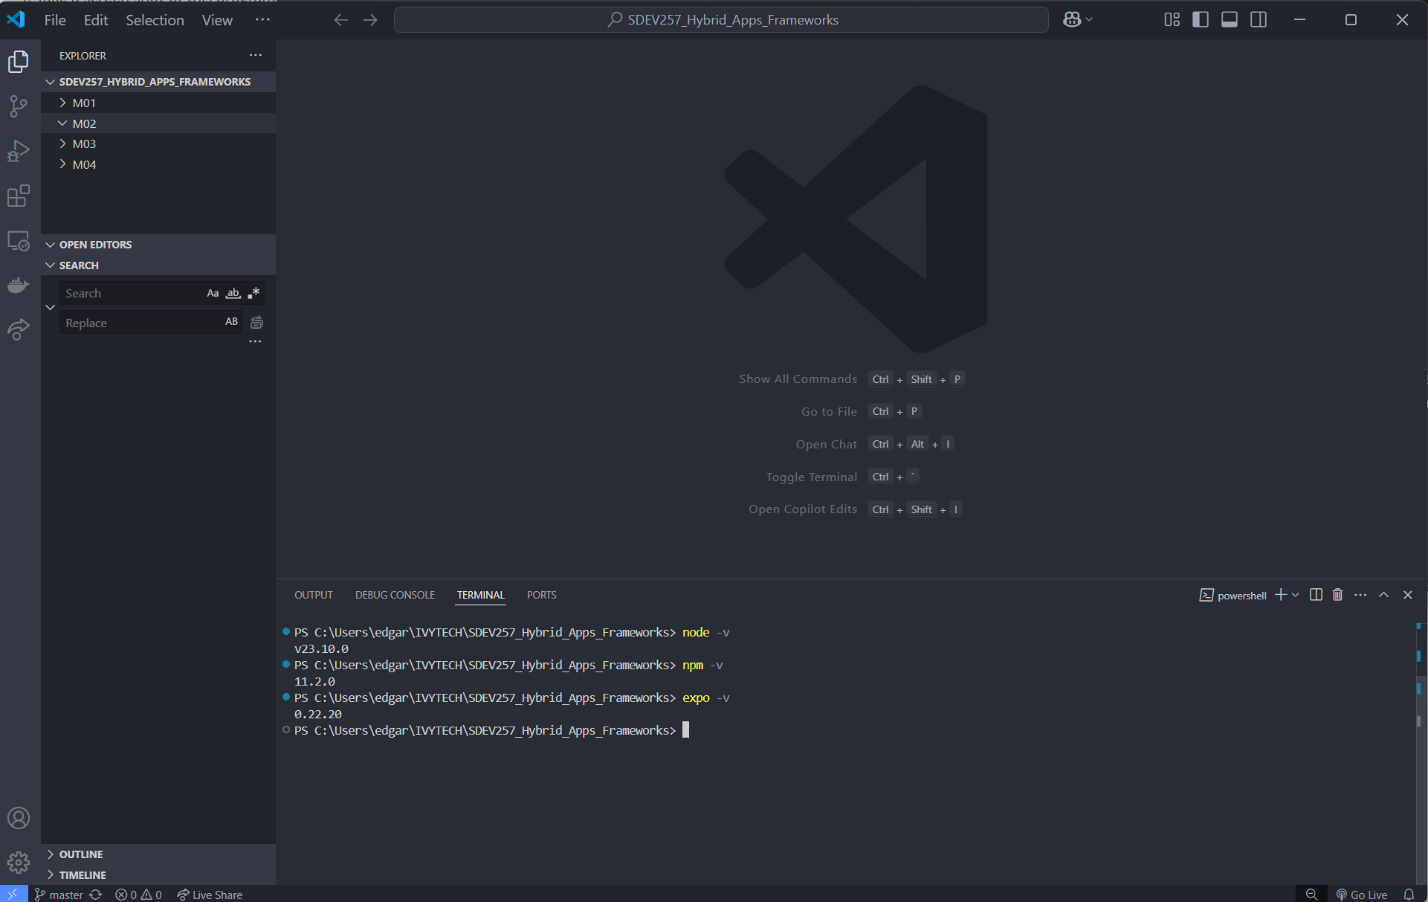 File Edit Selection View ···
SDEV257_Hybrid_Apps_Frameworks
EXPLORER
SDEV257_HYBRID_APPS_FRAMEWORKS
M01
M02
M03
M04
OPEN EDITORS
SEARCH
Search Aa ab .*
Replace AB
Show All Commands Ctrl + Shift + P
Go to File Ctrl + P
Open Chat Ctrl + Alt + I
Toggle Terminal Ctrl + `
Open Copilot Edits Ctrl + Shift + I
OUTPUT DEBUG CONSOLE TERMINAL PORTS
powershell
PS C:\Users\edgar\IVYTECH\SDEV257_Hybrid_Apps_Frameworks> node -v
v23.10.0
PS C:\Users\edgar\IVYTECH\SDEV257_Hybrid_Apps_Frameworks> npm -v
11.2.0
PS C:\Users\edgar\IVYTECH\SDEV257_Hybrid_Apps_Frameworks> expo -v
0.22.20
PS C:\Users\edgar\IVYTECH\SDEV257_Hybrid_Apps_Frameworks>
OUTLINE
TIMELINE
master 0 0 Live Share
Go Live